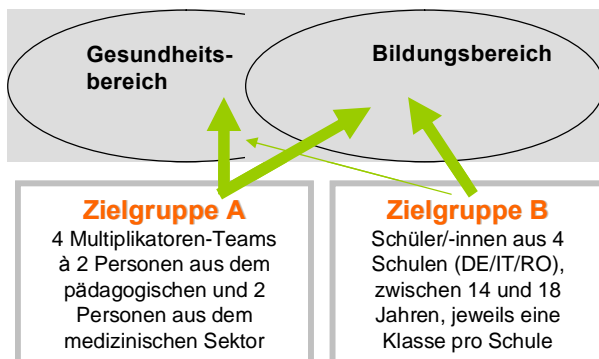 Gesundheits-
bereich
Bildungsbereich
Zielgruppe A
4 Multiplikatoren-Teams
à 2 Personen aus dem
pädagogischen und 2
Personen aus dem
medizinischen Sektor
Zielgruppe B
Schüler/-innen aus 4
Schulen (DE/IT/RO),
zwischen 14 und 18
Jahren, jeweils eine
Klasse pro Schule